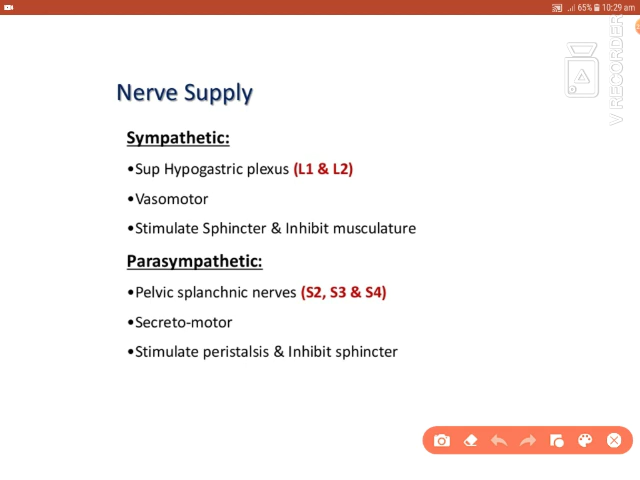 65% 10:29 am
V RECORDER
Nerve Supply
Sympathetic:
•Sup Hypogastric plexus (L1 & L2)
•Vasomotor
•Stimulate Sphincter & Inhibit musculature
Parasympathetic:
•Pelvic splanchnic nerves (S2, S3 & S4)
•Secreto-motor
•Stimulate peristalsis & Inhibit sphincter